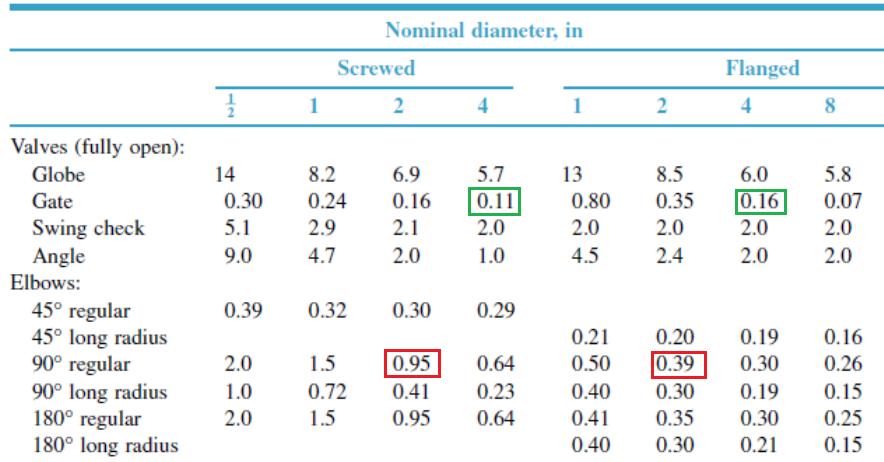 Nominal diameter, in
Screwed Flanged
1/2 1 2 4 1 2 4 8
Valves (fully open):
Globe 14 8.2 6.9 5.7 13 8.5 6.0 5.8
Gate 0.30 0.24 0.16 0.11 0.80 0.35 0.16 0.07
Swing check 5.1 2.9 2.1 2.0 2.0 2.0 2.0 2.0
Angle 9.0 4.7 2.0 1.0 4.5 2.4 2.0 2.0
Elbows:
45° regular 0.39 0.32 0.30 0.29
45° long radius 0.21 0.20 0.19 0.16
90° regular 2.0 1.5 0.95 0.64 0.50 0.39 0.30 0.26
90° long radius 1.0 0.72 0.41 0.23 0.40 0.30 0.19 0.15
180° regular 2.0 1.5 0.95 0.64 0.41 0.35 0.30 0.25
180° long radius 0.40 0.30 0.21 0.15